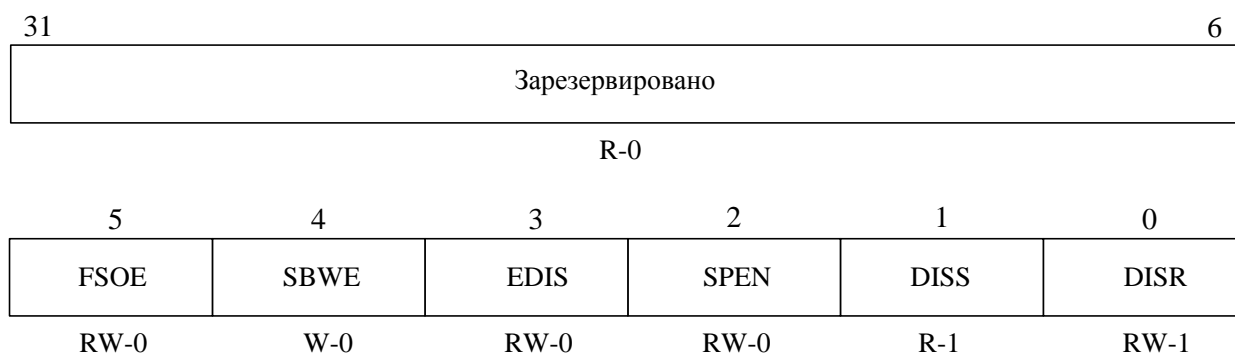 31 6
Зарезервировано
R-0
5 4 3 2 1 0
FSOE SBWE EDIS SPEN DISS DISR
RW-0 W-0 RW-0 RW-0 R-1 RW-1